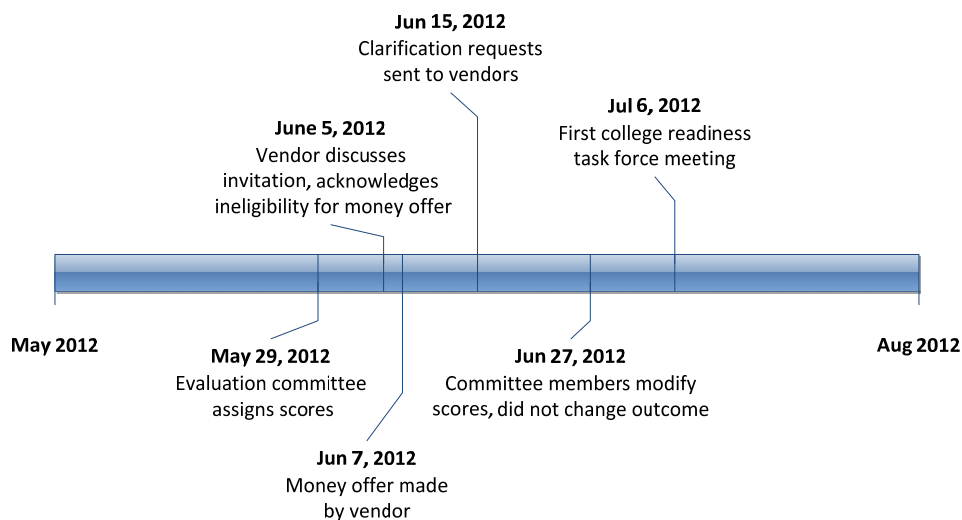 Jun 15, 2012
Clarification requests
sent to vendors
Jul 6, 2012
First college readiness
task force meeting
June 5, 2012
Vendor discusses
invitation, acknowledges
ineligibility for money offer
May 2012
Aug 2012
May 29, 2012
Evaluation committee
assigns scores
Jun 27, 2012
Committee members modify
scores, did not change outcome
Jun 7, 2012
Money offer made
by vendor